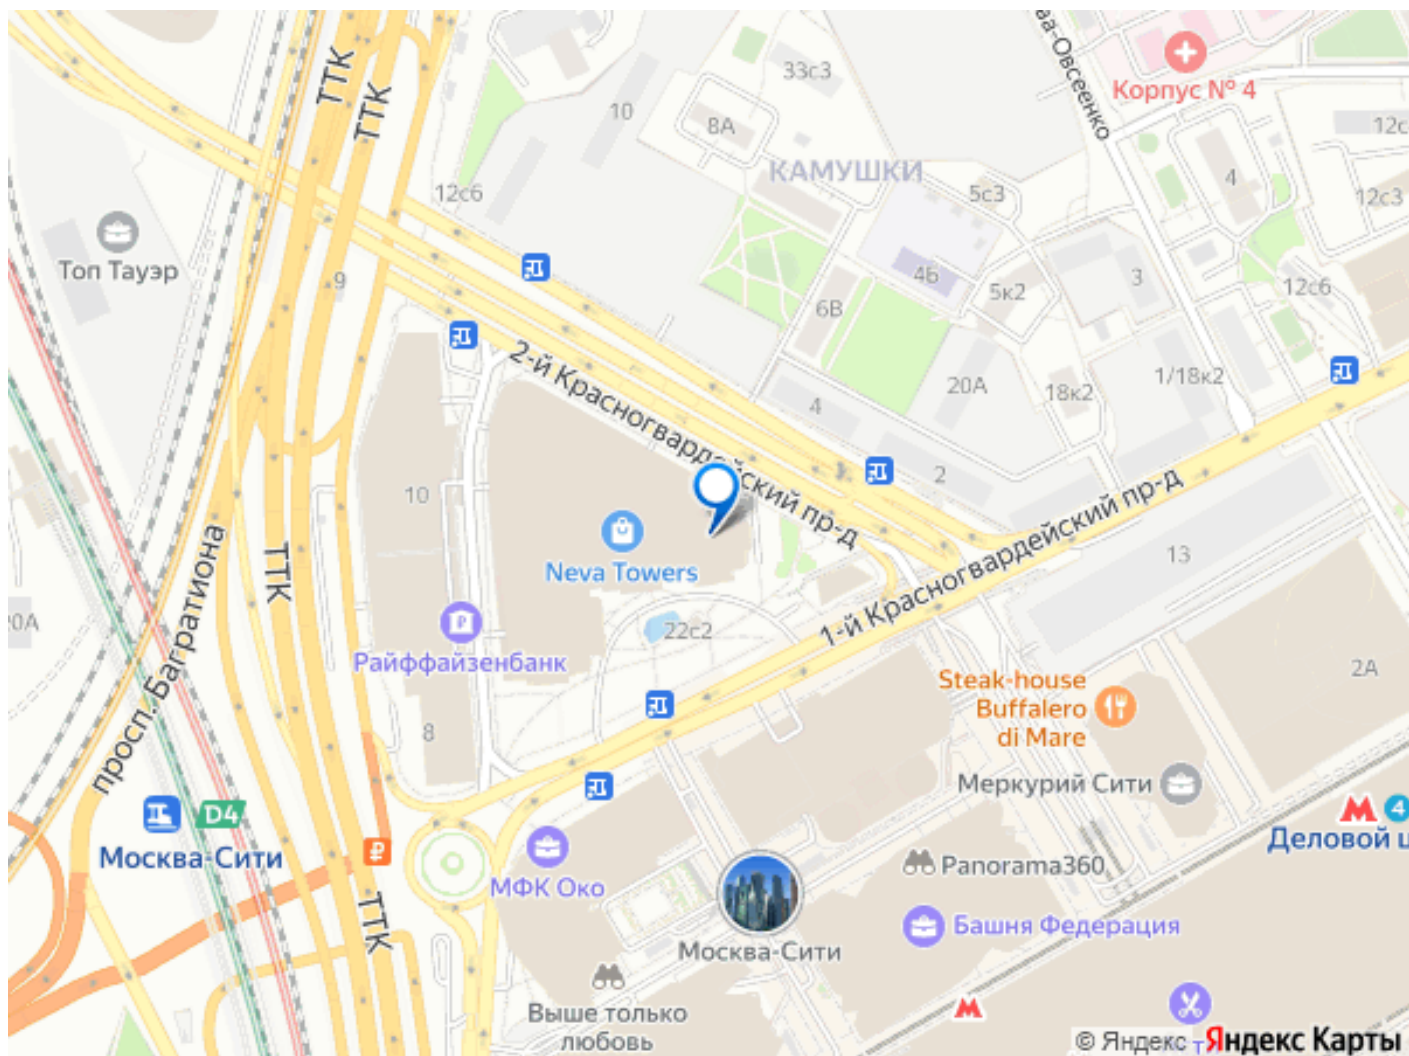 ТТК
ТТК
33с3
10
8А
КАМУШКИ
Корпус № 4
12с
4
12с3
5с3
12с6
Топ Тауэр
9
4Б
5к2
3
12с6
6В
2-й Красногвардейский пр-д
20А
18к2
1/18к2
4
2
10
Neva Towers
1-й Красногвардейский пр-д
13
ТТК
просп. Багратиона
22с2
Райффайзенбанк
2А
Steak-house
Buffalero
di Mare
8
Меркурий Сити
D4
Москва-Сити
4
МФК Око
Panorama360
Башня Федерация
ТТК
Москва-Сити
Выше только
любовь
© Яндекс Яндекс Карты